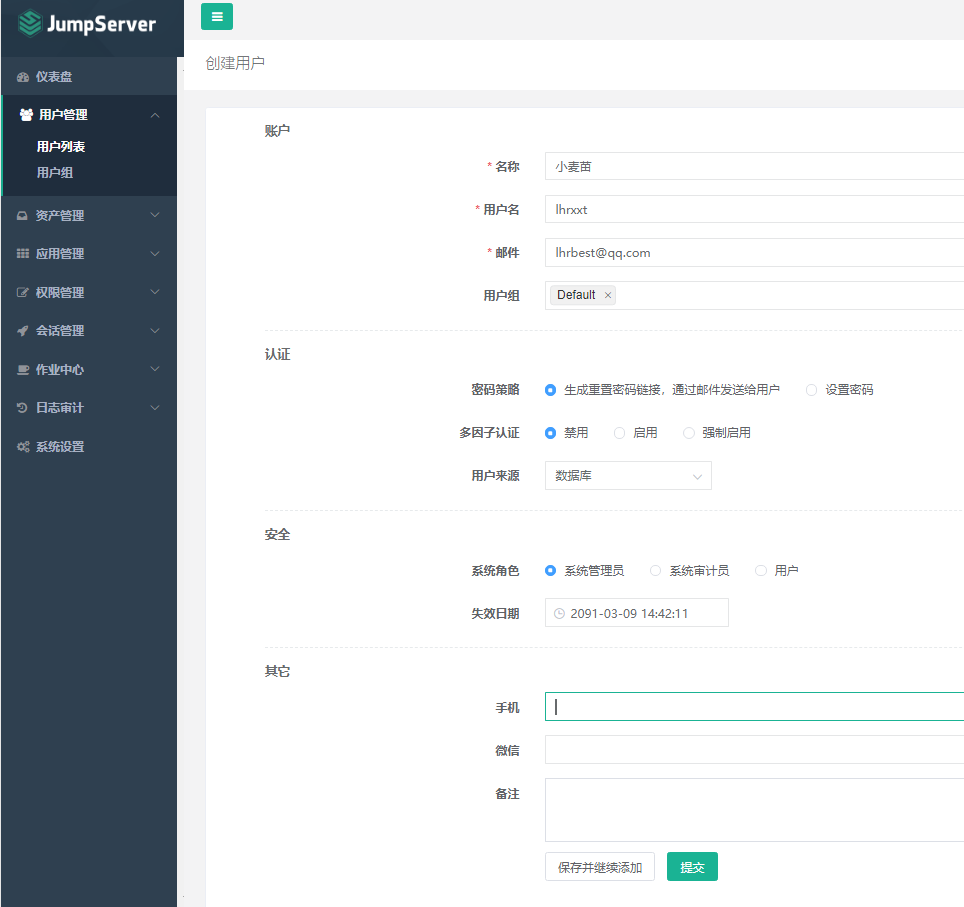 JumpServer
创建用户
仪表盘
用户管理
用户列表
用户组
资产管理
应用管理
权限管理
会话管理
作业中心
日志审计
系统设置
账户
* 名称 小麦苗
* 用户名 lhrxxt
* 邮件 lhrbest@qq.com
用户组 Default ×
认证
密码策略 生成重置密码链接，通过邮件发送给用户 设置密码
多因子认证 禁用 启用 强制启用
用户来源 数据库
安全
系统角色 系统管理员 系统审计员 用户
失效日期 2091-03-09 14:42:11
其它
手机
微信
备注
保存并继续添加 提交